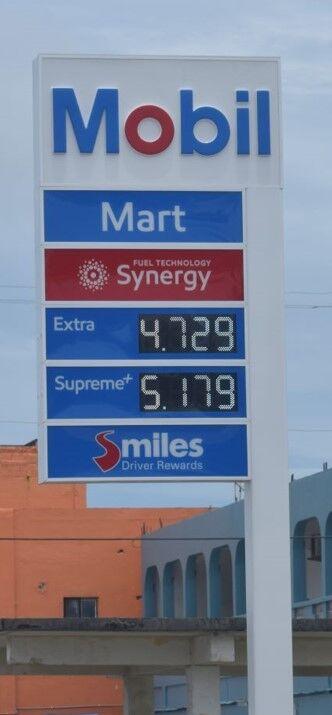 Mobil
Mart
FUEL TECHNOLOGY
Synergy
Extra 4.729
Supreme+ 5.179
Smiles
Driver Rewards